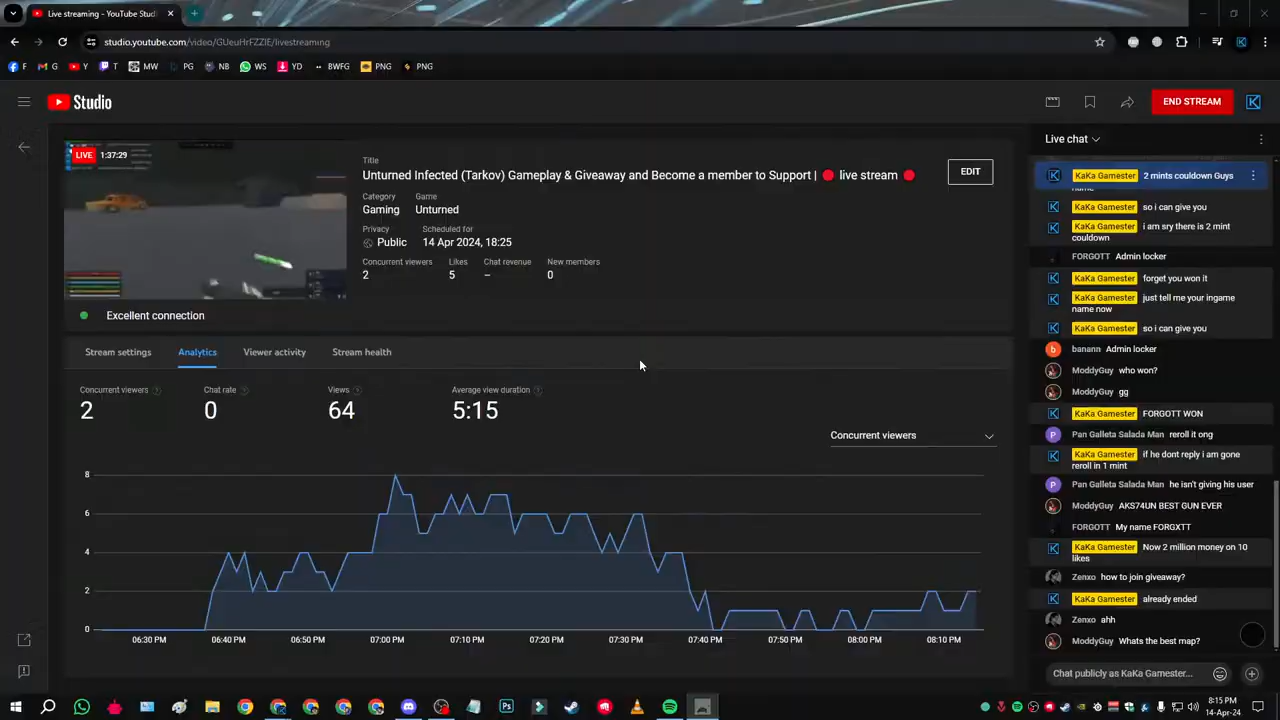 Live streaming - YouTube Stud
studio.youtube.com/video/GUeuHrFZZIE/livestreaming
F M G Y T MW PG NB WS YD BWFG PNG PNG
Studio
END STREAM
LIVE 1:37:29
Title
Unturned Infected (Tarkov) Gameplay & Giveaway and Become a member to Support | 🔴 live stream 🔴
EDIT
Category Game
Gaming Unturned
Privacy Scheduled for
Public 14 Apr 2024, 18:25
Concurrent viewers Likes Chat revenue New members
2 5 – 0
Excellent connection
Stream settings Analytics Viewer activity Stream health
Concurrent viewers Chat rate Views Average view duration
2 0 64 5:15
Concurrent viewers
8
6
4
2
0
06:30 PM 06:40 PM 06:50 PM 07:00 PM 07:10 PM 07:20 PM 07:30 PM 07:40 PM 07:50 PM 08:00 PM 08:10 PM
Live chat
KaKa Gamester 2 mints couldown Guys
name
KaKa Gamester so i can give you
KaKa Gamester i am sry there is 2 mint
couldown
FORGOTT Admin locker
KaKa Gamester forget you won it
KaKa Gamester just tell me your ingame
name now
KaKa Gamester so i can give you
banann Admin locker
ModdyGuy who won?
ModdyGuy gg
KaKa Gamester FORGOTT WON
Pan Galleta Salada Man reroll it ong
KaKa Gamester if he dont reply i am gone
reroll in 1 mint
Pan Galleta Salada Man he isn't giving his user
ModdyGuy AKS74UN BEST GUN EVER
FORGOTT My name FORGXTT
KaKa Gamester Now 2 million money on 10
likes
Zenxo how to join giveaway?
KaKa Gamester already ended
Zenxo ahh
ModdyGuy Whats the best map?
Chat publicly as KaKa Gamester...
8:15 PM
14-Apr-24